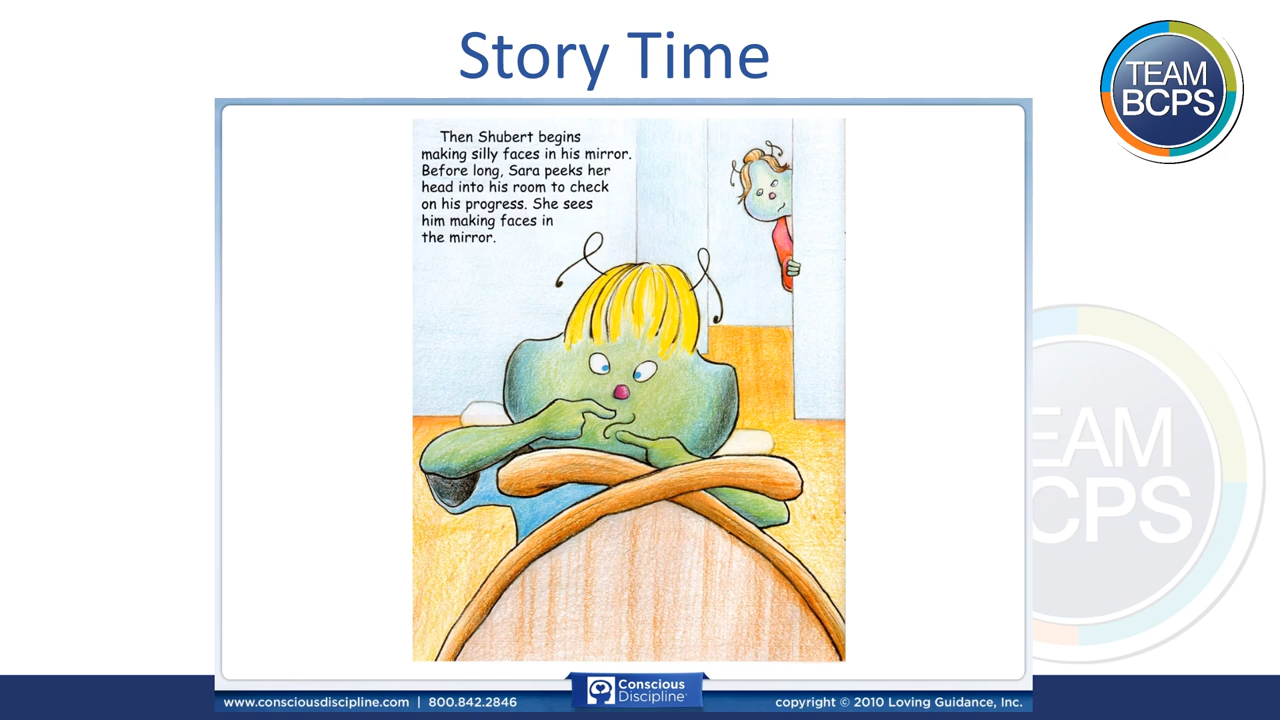 Story Time
TEAM
BCPS
Then Shubert begins
making silly faces in his mirror.
Before long, Sara peeks her
head into his room to check
on his progress. She sees
him making faces in
the mirror.
EAM
CPS
www.consciousdiscipline.com | 800.842.2846
Conscious
Discipline
copyright © 2010 Loving Guidance, Inc.